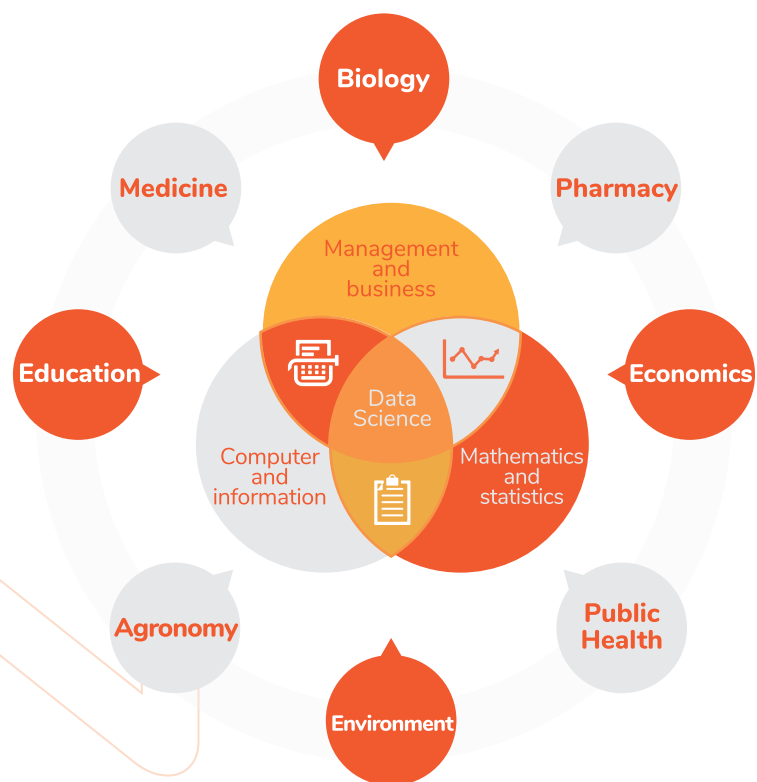 Biology
Medicine
Pharmacy
Management
and
business
Education
Economics
Data
Science
Computer
and
information
Mathematics
and
statistics
Agronomy
Public
Health
Environment